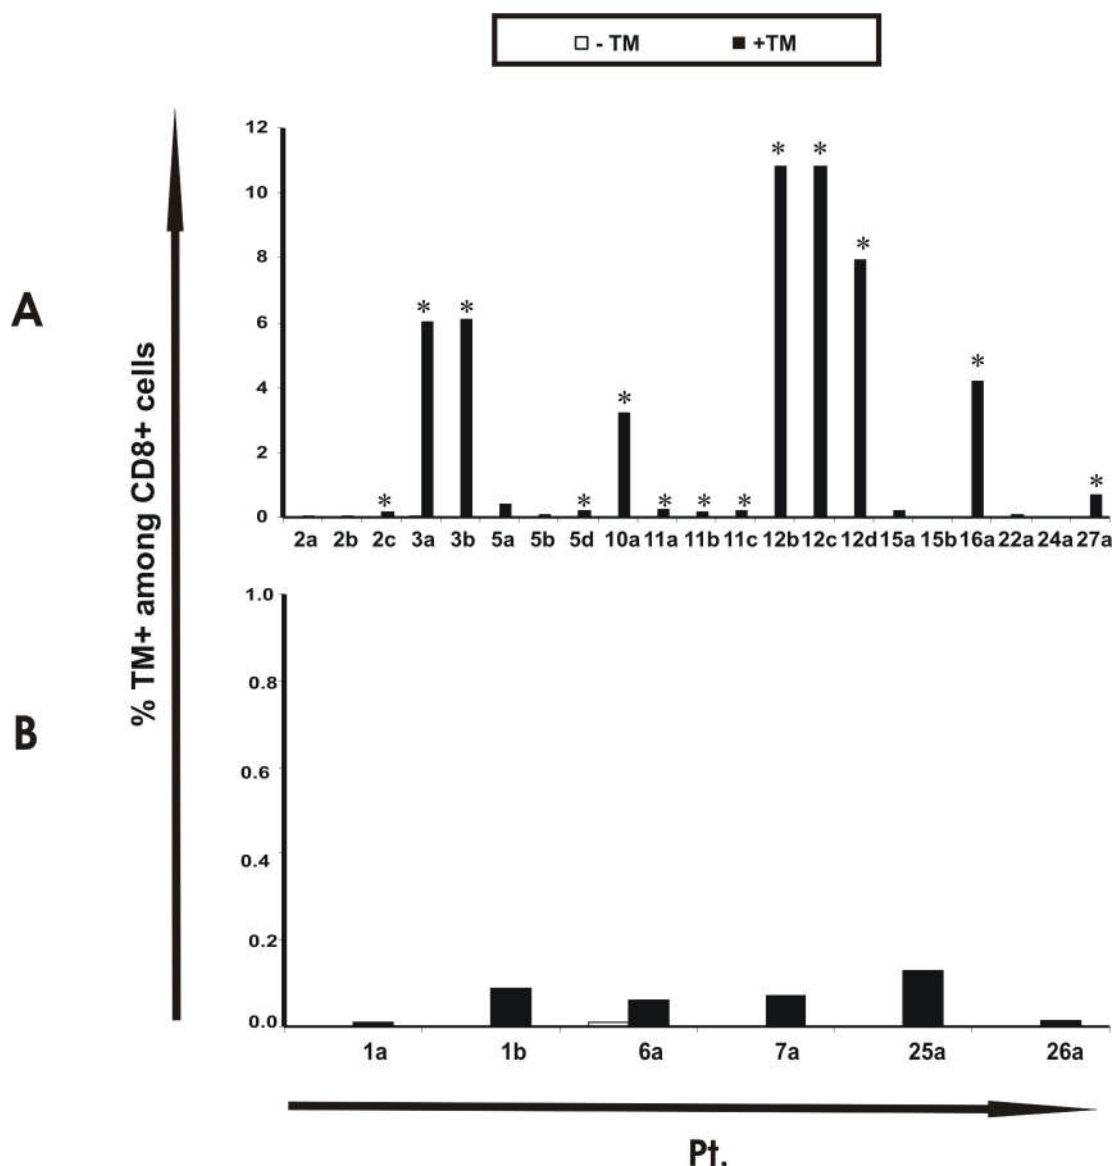 - TM +TM
A
% TM+ among CD8+ cells
12
* *
10
8
*
6
* *
4
*
*
2
*
* * * * *
0
2a 2b 2c 3a 3b 5a 5b 5d 10a 11a 11b 11c 12b 12c 12d 15a 15b 16a 22a 24a 27a
B
1.0
0.8
0.6
0.4
0.2
0.0
1a 1b 6a 7a 25a 26a
Pt.